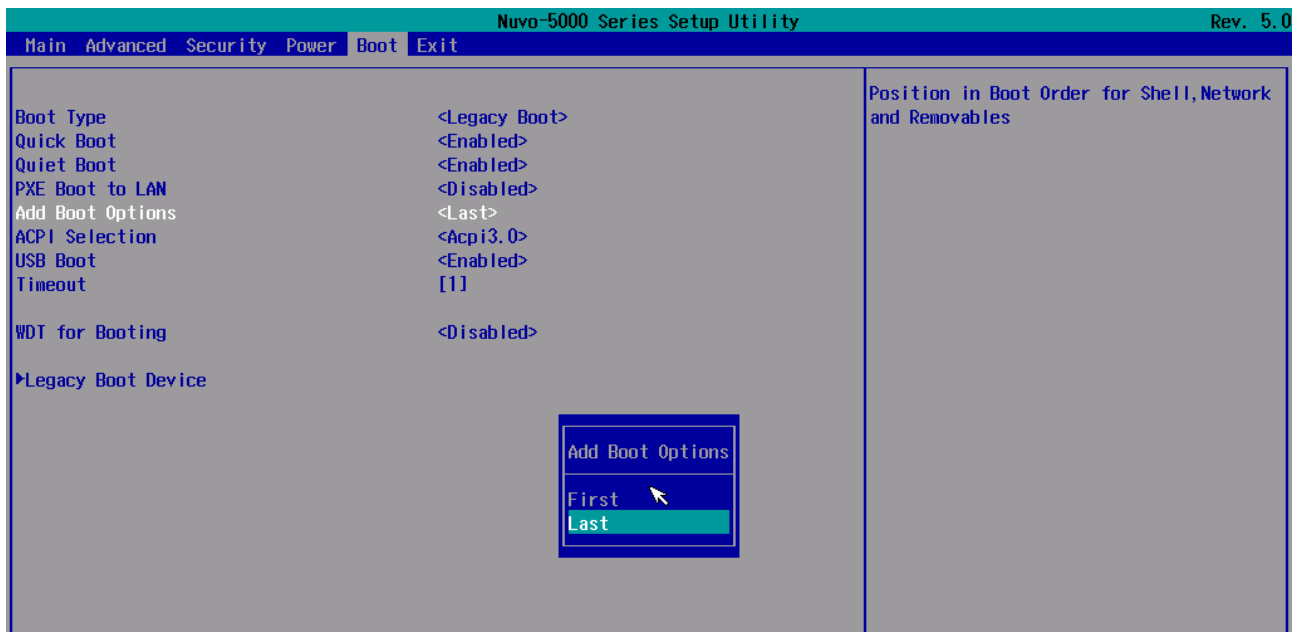 Nuvo-5000 Series Setup Utility Rev. 5.0
Main Advanced Security Power Boot Exit
Boot Type <Legacy Boot>
Quick Boot <Enabled>
Quiet Boot <Enabled>
PXE Boot to LAN <Disabled>
Add Boot Options <Last>
ACPI Selection <Acpi3.0>
USB Boot <Enabled>
Timeout [1]
WDT for Booting <Disabled>
Legacy Boot Device
Position in Boot Order for Shell,Network
and Removables
Add Boot Options
First
Last